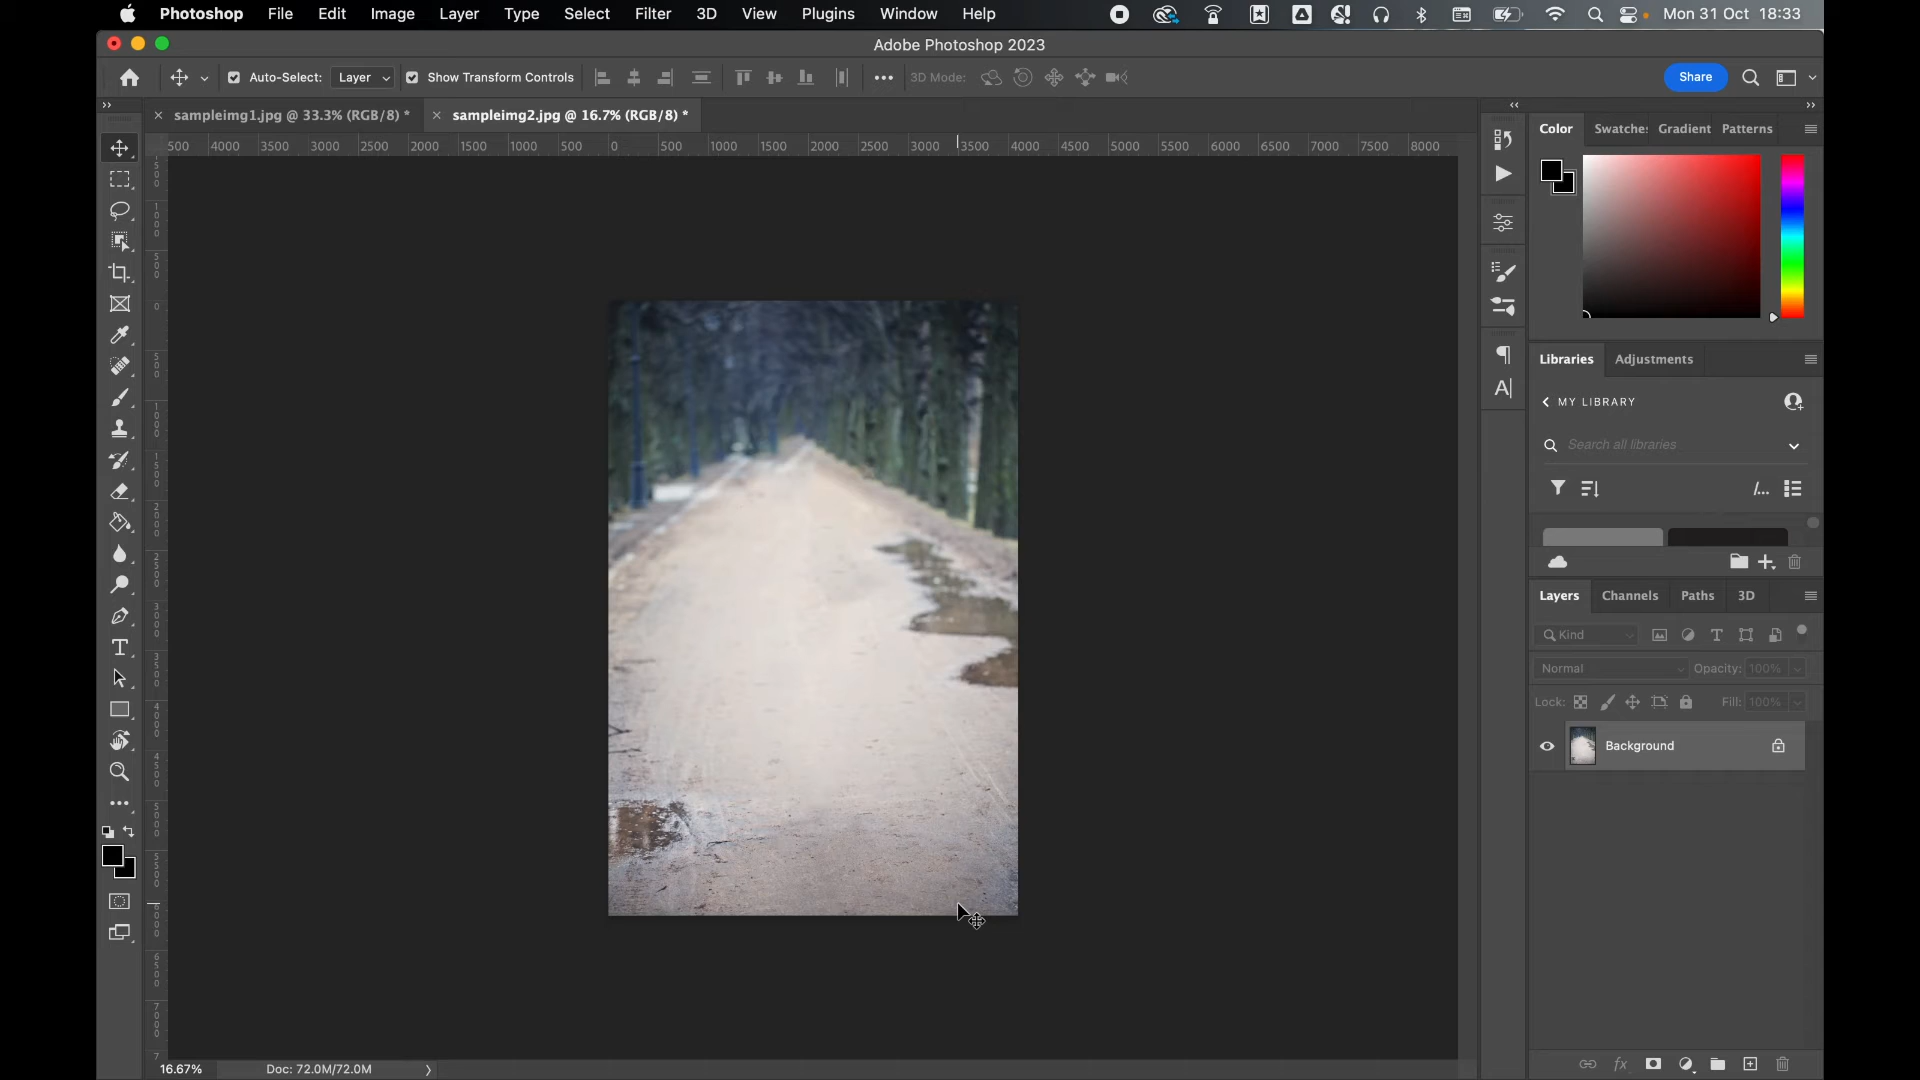 Photoshop File Edit Image Layer Type Select Filter 3D View Plugins Window Help Mon 31 Oct 18:33
Adobe Photoshop 2023
Auto-Select: Layer Show Transform Controls 3D Mode: Share
sampleimg1.jpg @ 33.3% (RGB/8) * sampleimg2.jpg @ 16.7% (RGB/8) *
500 4000 3500 3000 2500 2000 1500 1000 500 0 500 1000 1500 2000 2500 3000 3500 4000 4500 5000 5500 6000 6500 7000 7500 8000
Color Swatches Gradient Patterns
Libraries Adjustments
MY LIBRARY
Search all libraries
Layers Channels Paths 3D
Kind
Normal Opacity: 100%
Lock: Fill: 100%
Background
16.67% Doc: 72.0M/72.0M